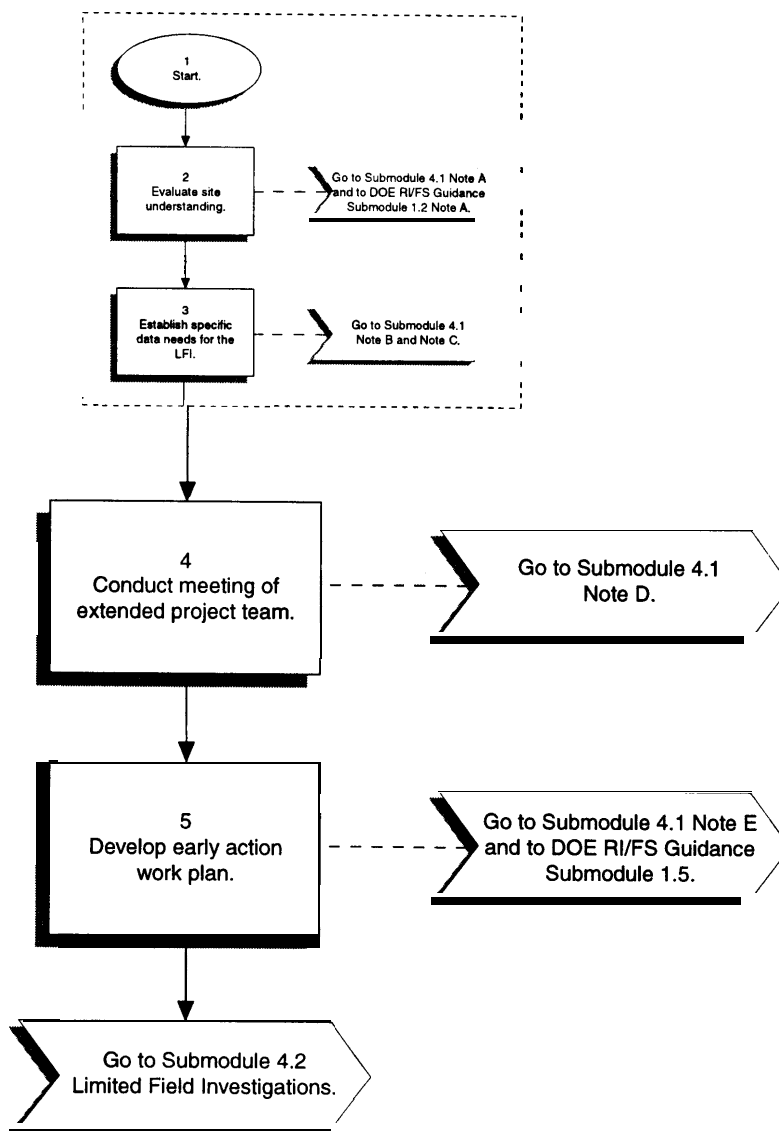 1
Start.
2
Evaluate site
understanding.
Go to Submodule 4.1 Note A
and to DOE RI/FS Guidance
Submodule 1.2 Note A.
3
Establish specific
data needs for the
LFI.
Go to Submodule 4.1
Note B and Note C.
4
Conduct meeting of
extended project team.
Go to Submodule 4.1
Note D.
5
Develop early action
work plan.
Go to Submodule 4.1 Note E
and to DOE RI/FS Guidance
Submodule 1.5.
Go to Submodule 4.2
Limited Field Investigations.